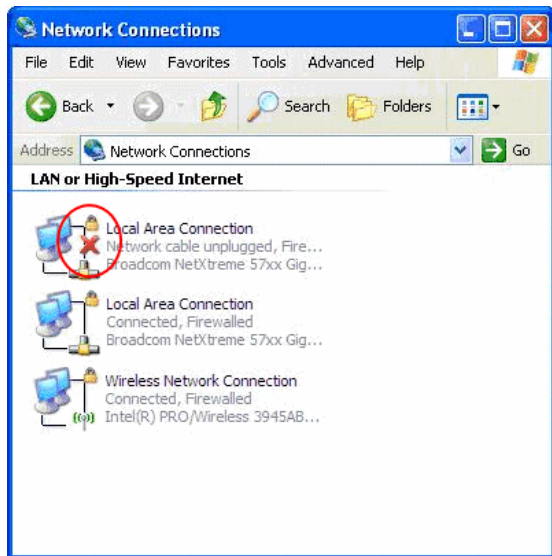 Network Connections
File Edit View Favorites Tools Advanced Help
Back Search Folders
Address Network Connections Go
LAN or High-Speed Internet
Local Area Connection
Network cable unplugged, Fire...
Broadcom NetXtreme 57xx Gig...
Local Area Connection
Connected, Firewalled
Broadcom NetXtreme 57xx Gig...
Wireless Network Connection
Connected, Firewalled
Intel(R) PRO/Wireless 3945AB...